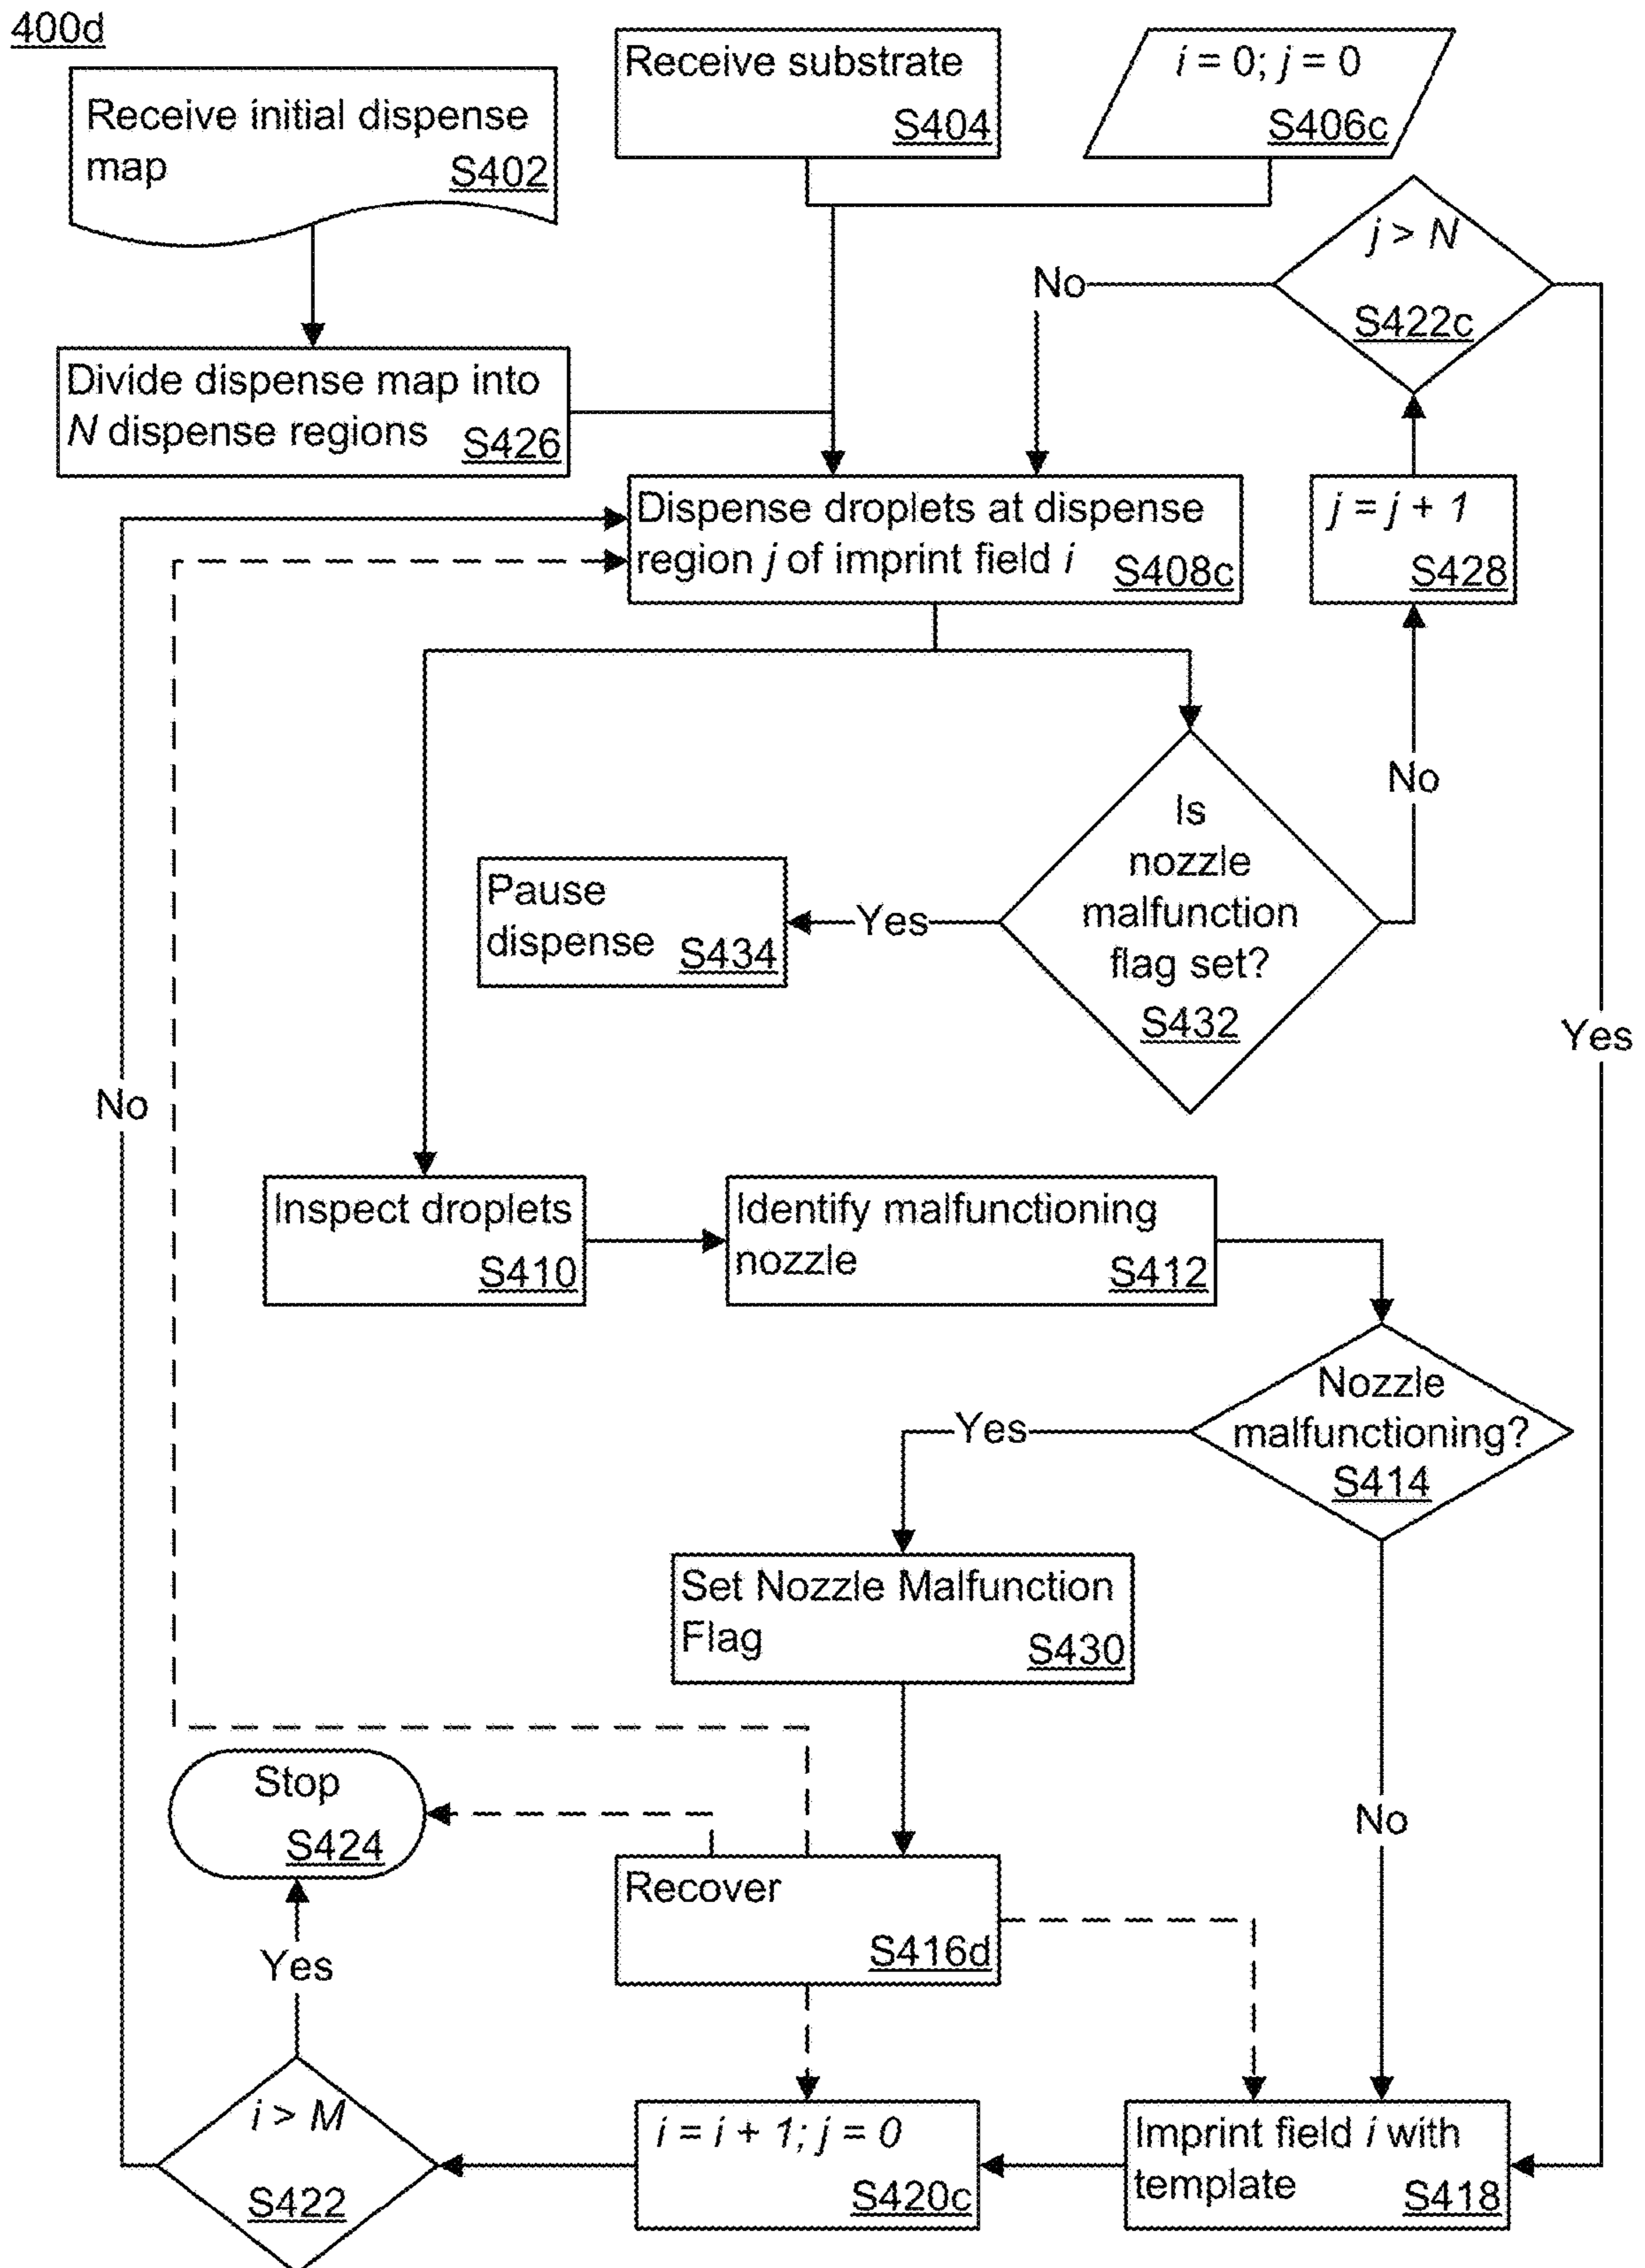 400d
Receive initial dispense
map
S402
Receive substrate
S404
i = 0; j = 0
S406c
j > N
S422c
No
Divide dispense map into
N dispense regions
S426
Dispense droplets at dispense
region j of imprint field i
S408c
j = j + 1
S428
No
Is
nozzle
malfunction
flag set?
S432
Yes
Pause
dispense
S434
Yes
No
Inspect droplets
S410
Identify malfunctioning
nozzle
S412
Nozzle
malfunctioning?
S414
Yes
Set Nozzle Malfunction
Flag
S430
Stop
S424
No
Recover
S416d
Yes
i > M
S422
i = i + 1; j = 0
S420c
Imprint field i with
template
S418